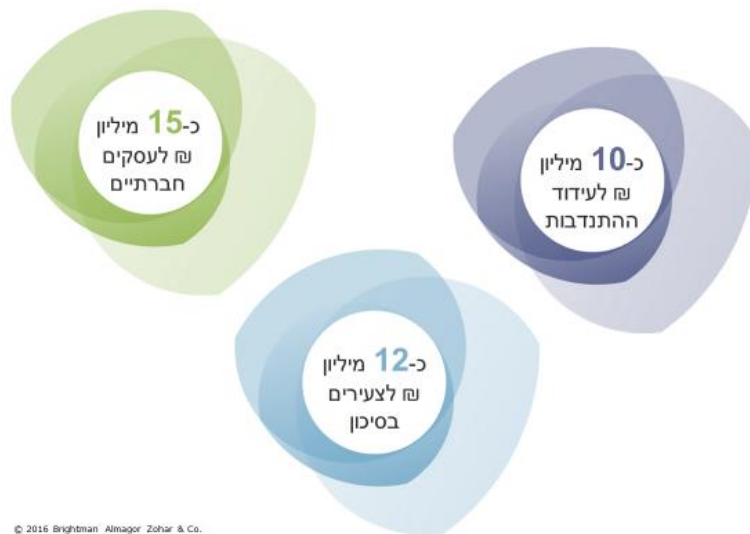 כ-15 מיליון
₪ לעסקים
חברתיים
כ-10 מיליון
₪ לעידוד
ההתנדבות
כ-12 מיליון
₪ לצעירים
בסיכון
© 2016 Brightman Almagor Zohar & Co.